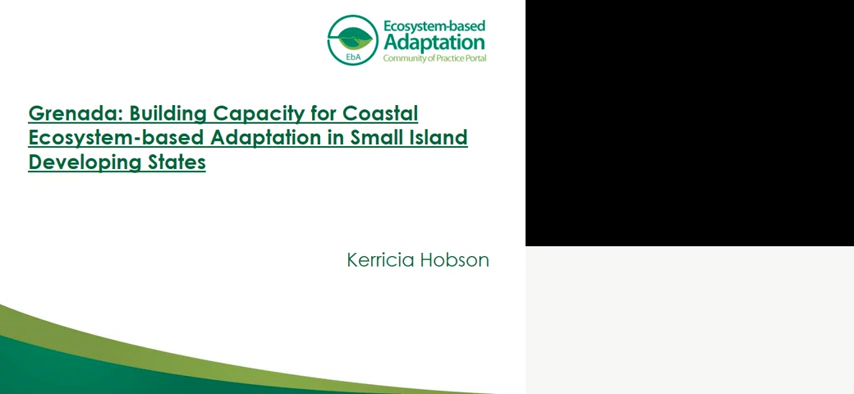 Ecosystem-based
Adaptation
Community of Practice Portal
EbA
Grenada: Building Capacity for Coastal
Ecosystem-based Adaptation in Small Island
Developing States
Kerricia Hobson